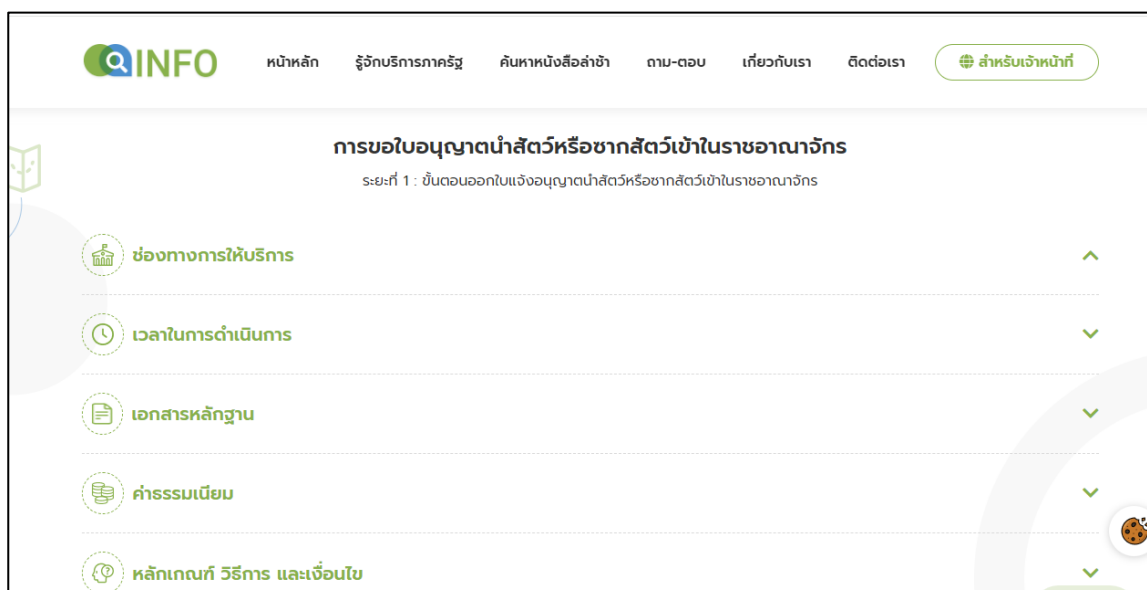 INFO
หน้าหลัก รู้จักบริการภาครัฐ ค้นหาหนังสือล่าช้า ถาม-ตอบ เกี่ยวกับเรา ติดต่อเรา สำหรับเจ้าหน้าที่
การขอใบอนุญาตนำสัตว์หรือซากสัตว์เข้าในราชอาณาจักร
ระยะที่ 1 : ขั้นตอนออกใบแจ้งอนุญาตนำสัตว์หรือซากสัตว์เข้าในราชอาณาจักร
ช่องทางการให้บริการ
เวลาในการดำเนินการ
เอกสารหลักฐาน
ค่าธรรมเนียม
หลักเกณฑ์ วิธีการ และเงื่อนไข